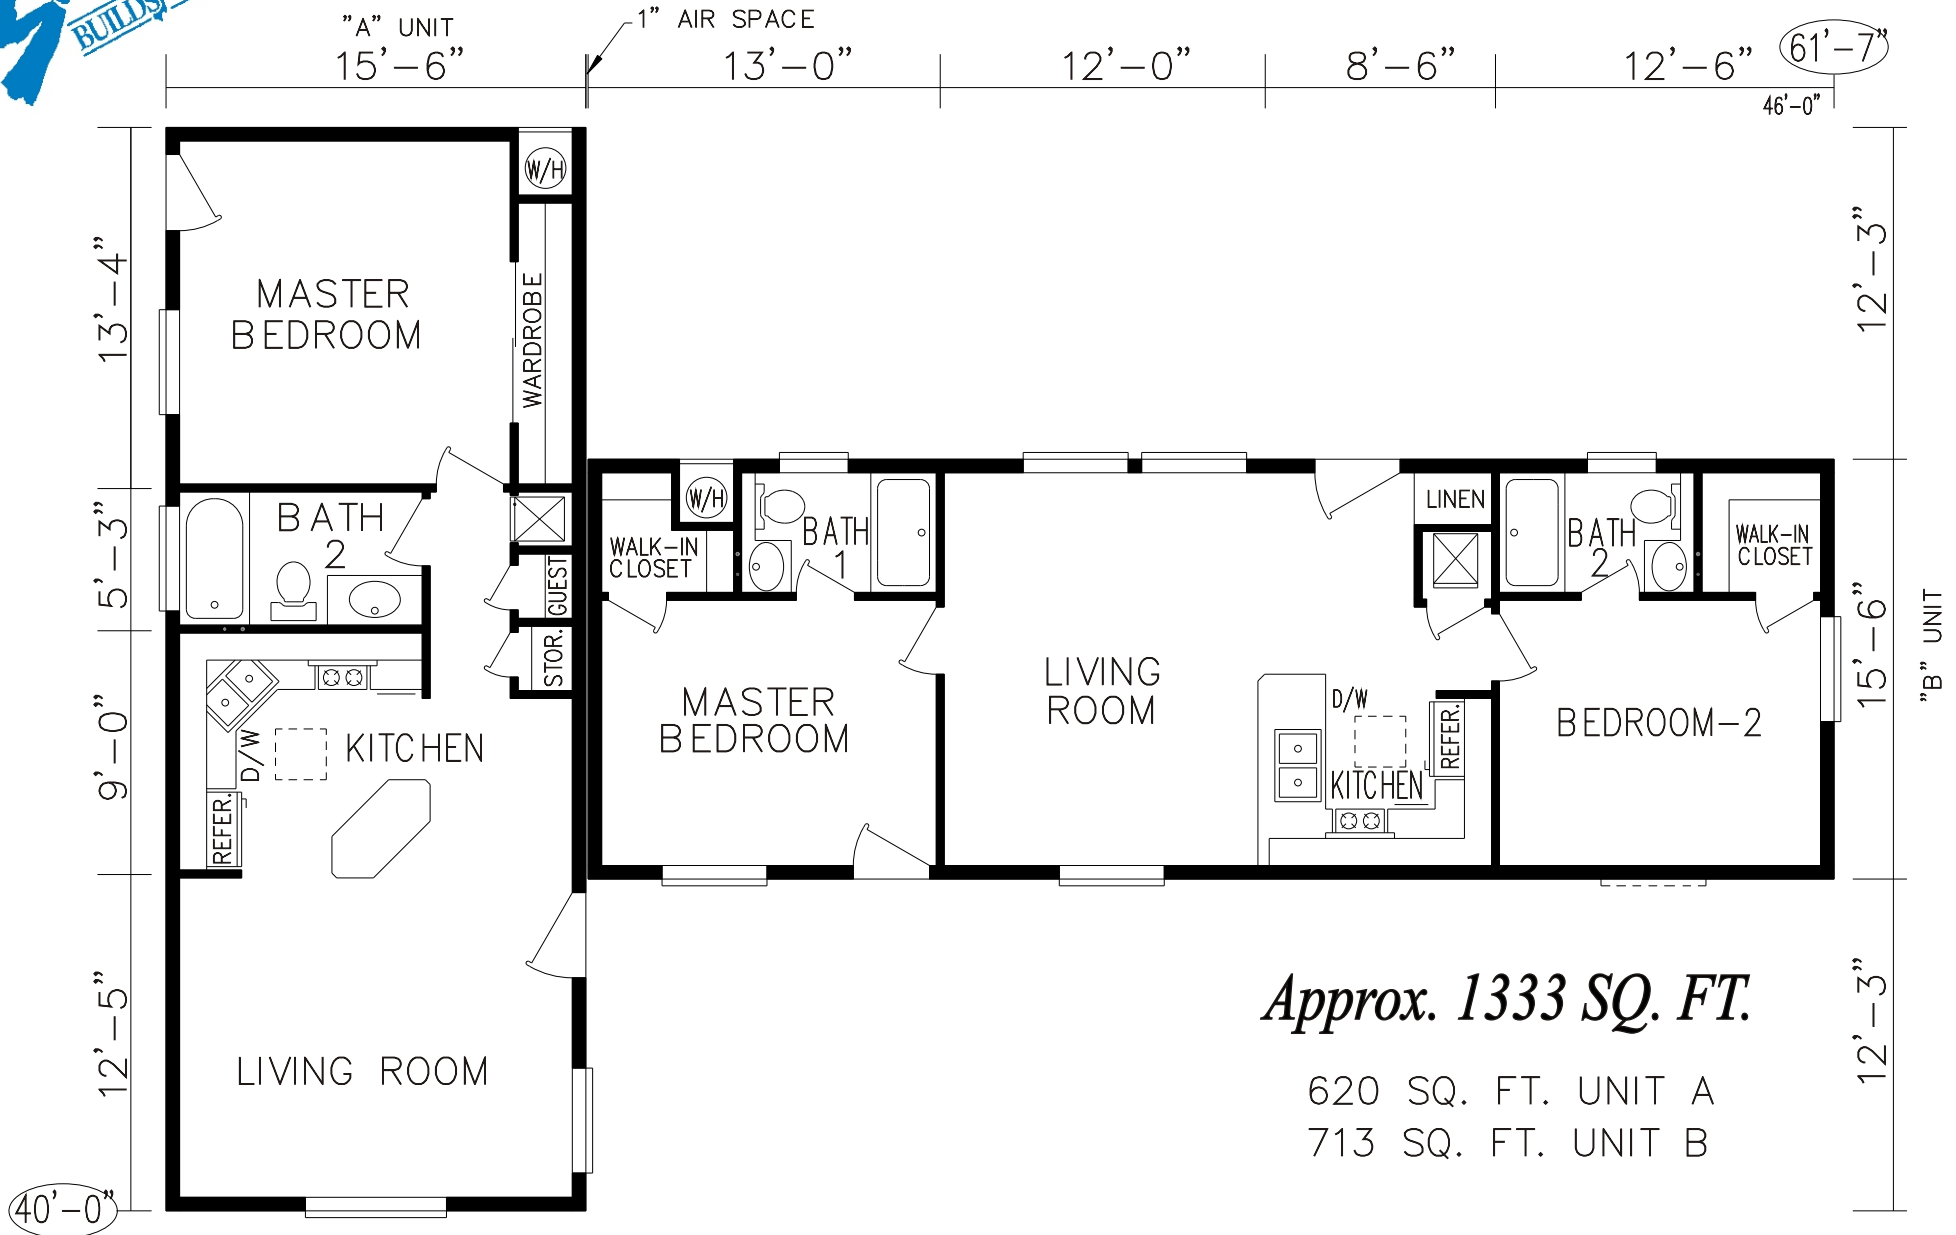 BUILDS
"A" UNIT
1" AIR SPACE
15'-6"
13'-0"
12'-0"
8'-6"
12'-6"
61'-7"
46'-0"
W/H
13'-4"
MASTER
BEDROOM
WARDROBE
12'-3"
5'-3"
BATH
2
GUEST
STOR.
W/H
WALK-IN
CLOSET
BATH
1
LINEN
BATH
2
WALK-IN
CLOSET
15'-6"
"B" UNIT
9'-0"
D/W
KITCHEN
REFER.
MASTER
BEDROOM
LIVING
ROOM
D/W
REFER.
KITCHEN
BEDROOM-2
12'-5"
LIVING ROOM
12'-3"
Approx. 1333 SQ. FT.
620 SQ. FT. UNIT A
713 SQ. FT. UNIT B
40'-0"